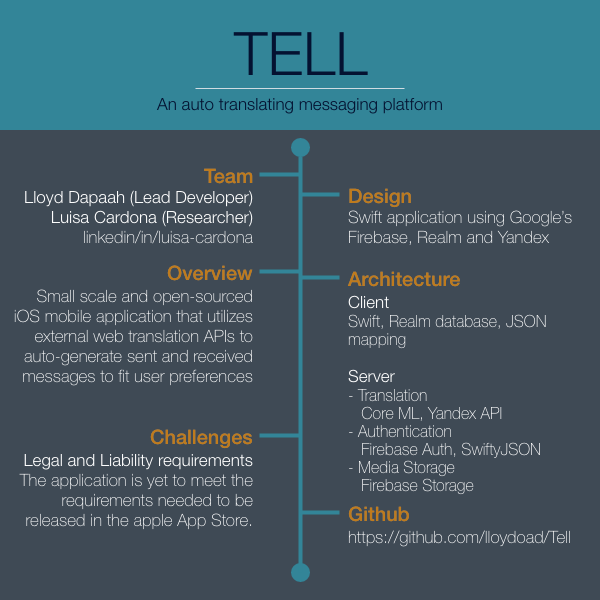 TELL
An auto translating messaging platform
Team
Lloyd Dapaah (Lead Developer)
Luisa Cardona (Researcher)
linkedin/in/luisa-cardona
Overview
Small scale and open-sourced
iOS mobile application that utilizes
external web translation APIs to
auto-generate sent and received
messages to fit user preferences
Challenges
Legal and Liability requirements
The application is yet to meet the
requirements needed to be
released in the apple App Store.
Design
Swift application using Google's
Firebase, Realm and Yandex
Architecture
Client
Swift, Realm database, JSON
mapping
Server
- Translation
Core ML, Yandex API
- Authentication
Firebase Auth, SwiftyJSON
- Media Storage
Firebase Storage
Github
https://github.com/lloydoad/Tell